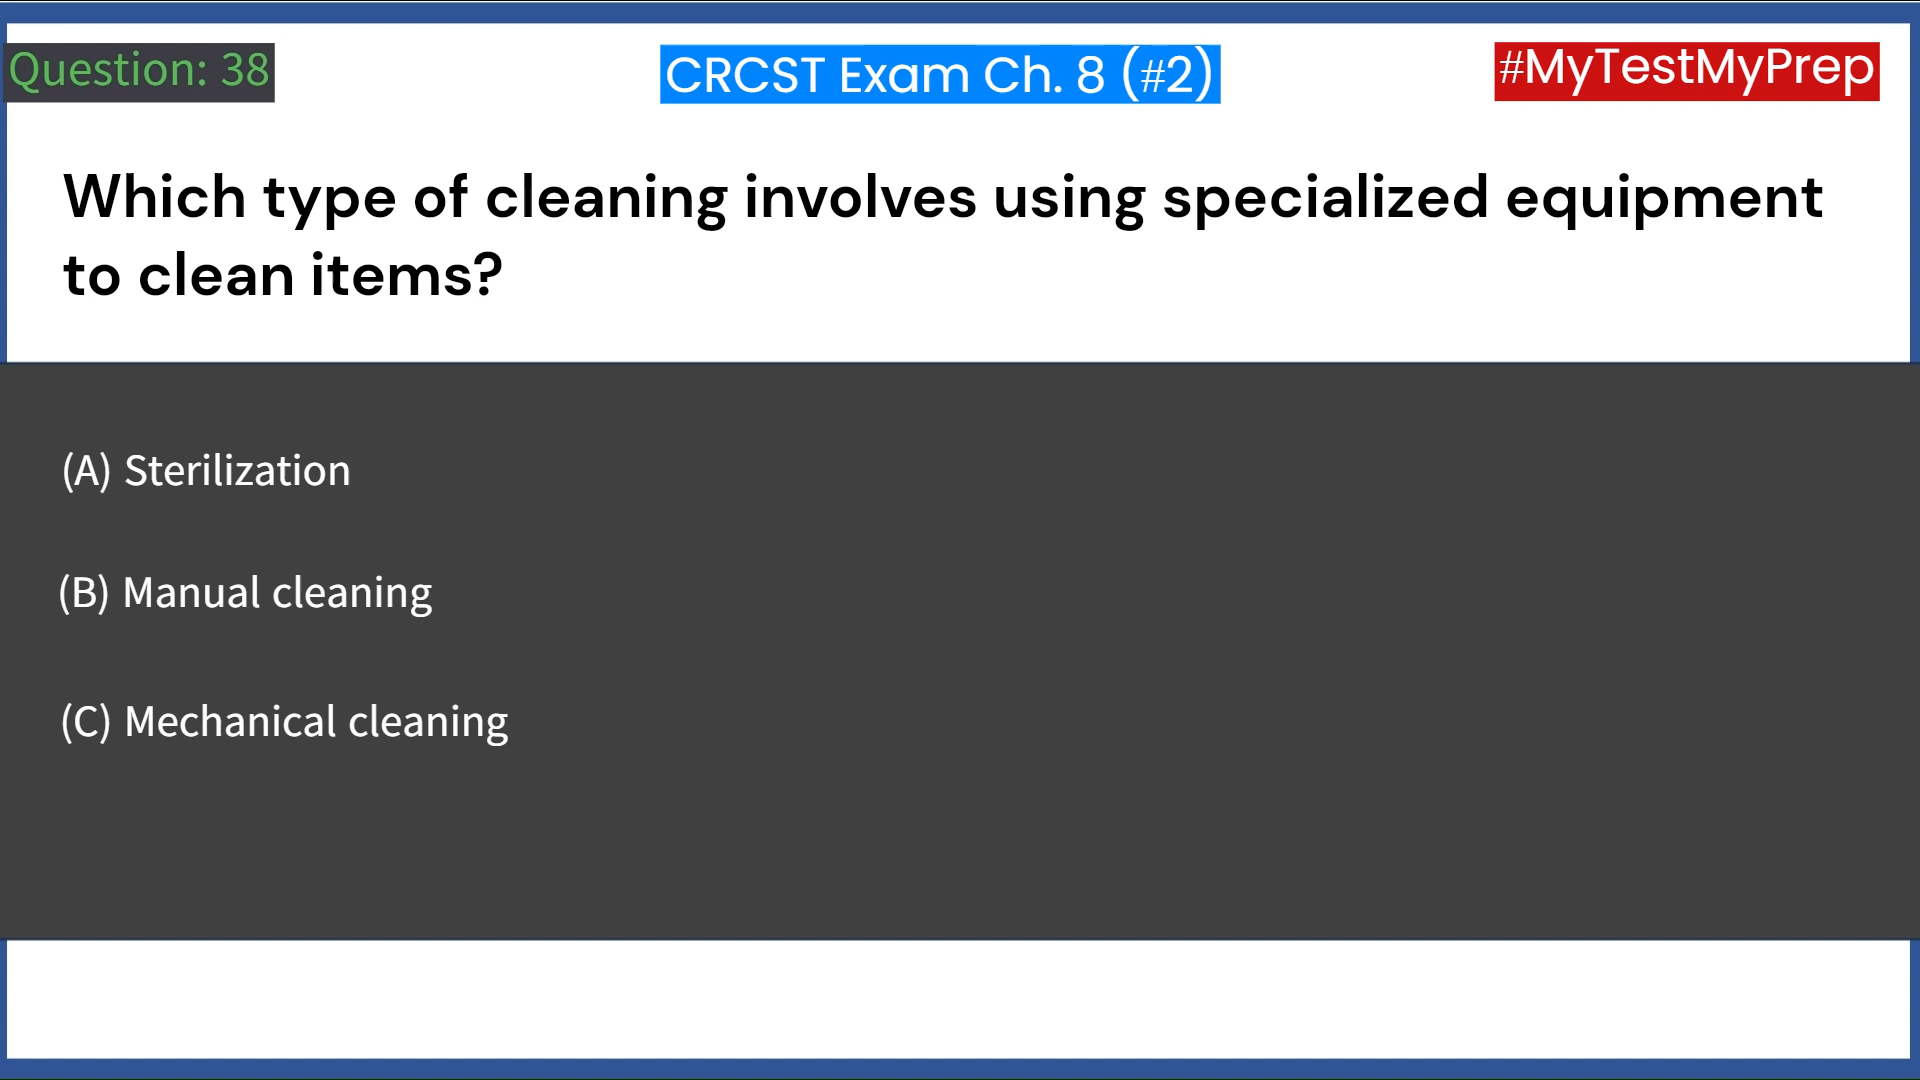 Question: 38
CRCST Exam Ch. 8 (#2)
#MyTestMyPrep
Which type of cleaning involves using specialized equipment
to clean items?
(A) Sterilization
(B) Manual cleaning
(C) Mechanical cleaning